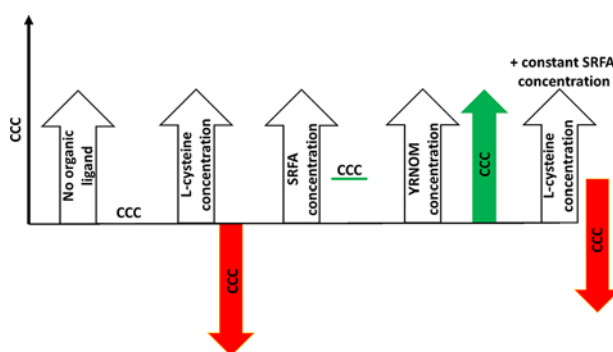 CCC
No organic
ligand
CCC
L-cysteine
concentration
CCC
SRFA
concentration
CCC
YRNOM
concentration
CCC
+ constant SRFA
concentration
L-cysteine
concentration
CCC